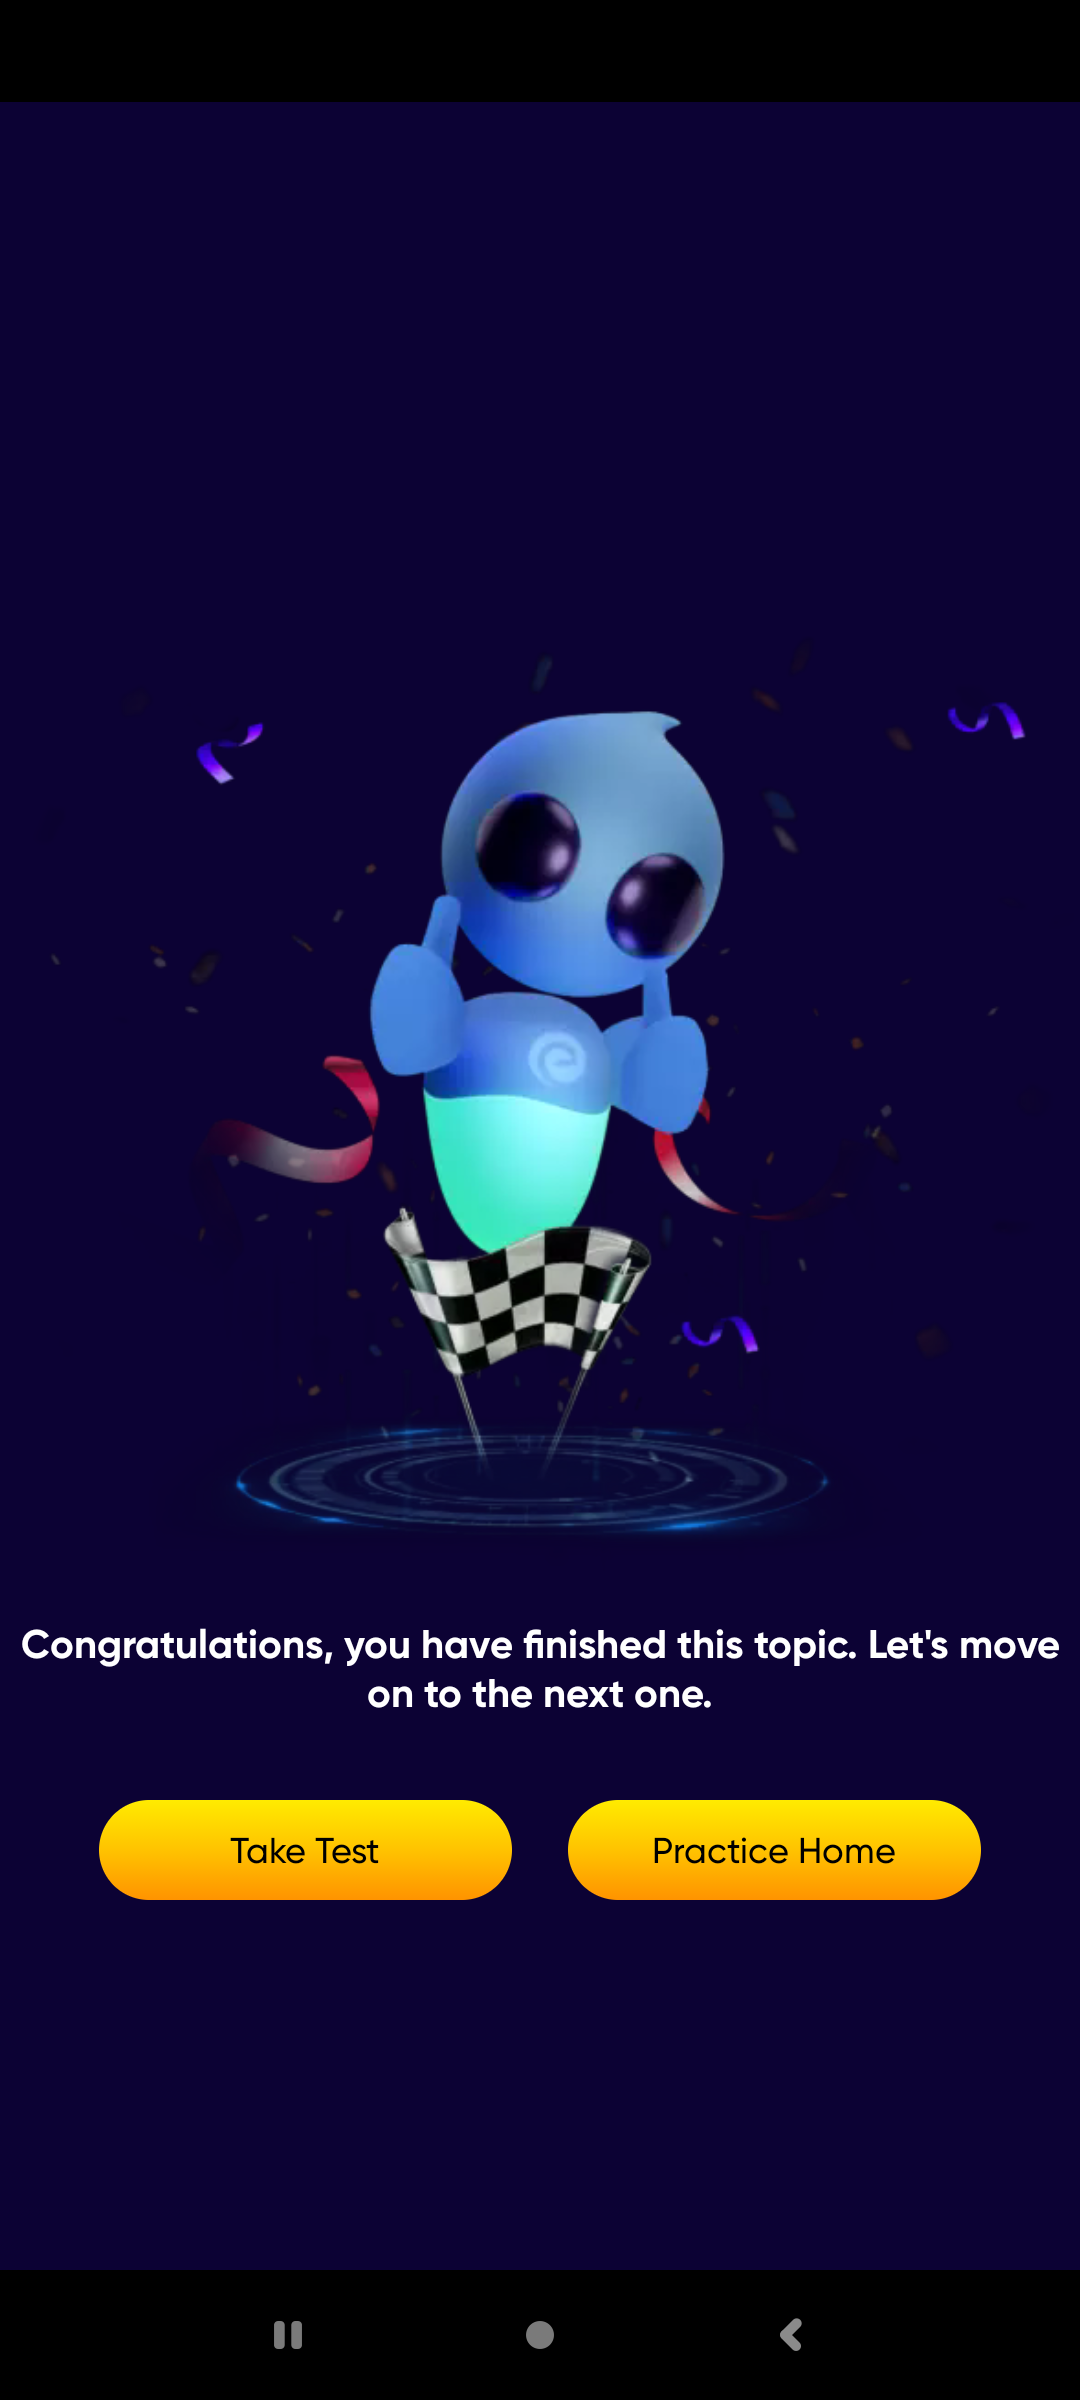 Congratulations, you have finished this topic. Let's move
on to the next one.
Take Test
Practice Home